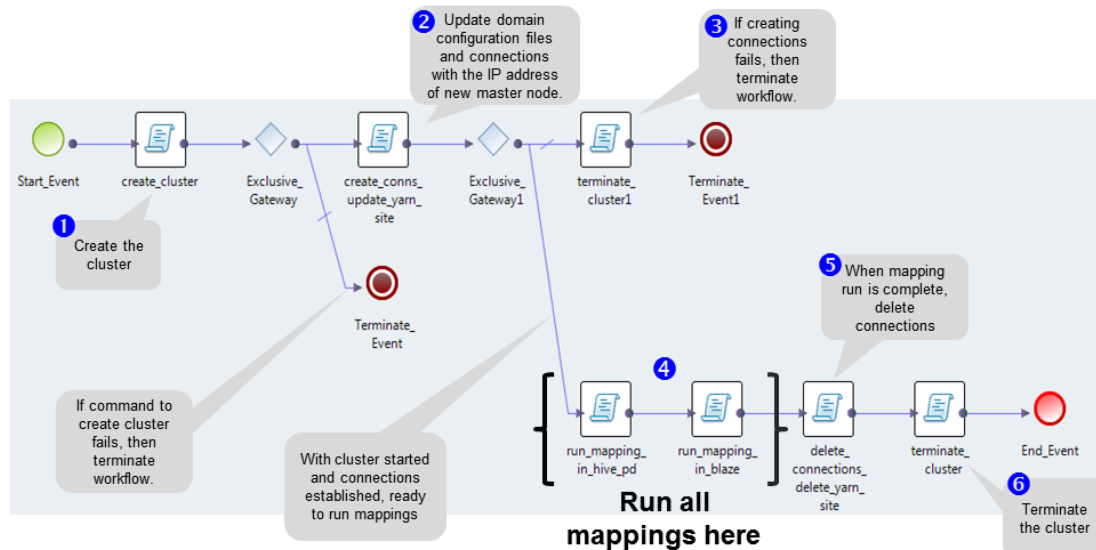 2
Update domain
configuration files
and connections
with the IP address
of new master node.
3
If creating
connections
fails, then
terminate
workflow.
Start_Event
create_cluster
Exclusive_
Gateway
create_conns_
update_yarn_
site
Exclusive_
Gateway1
terminate_
cluster1
Terminate_
Event1
1
Create the
cluster
Terminate_
Event
5
When mapping
run is complete,
delete
connections
4
If command to
create cluster
fails, then
terminate
workflow.
With cluster started
and connections
established, ready
to run mappings
run_mapping_
in_hive_pd
run_mapping_
in_blaze
delete_
connections_
delete_yarn_
site
terminate_
cluster
End_Event
Run all
mappings here
6
Terminate
the cluster